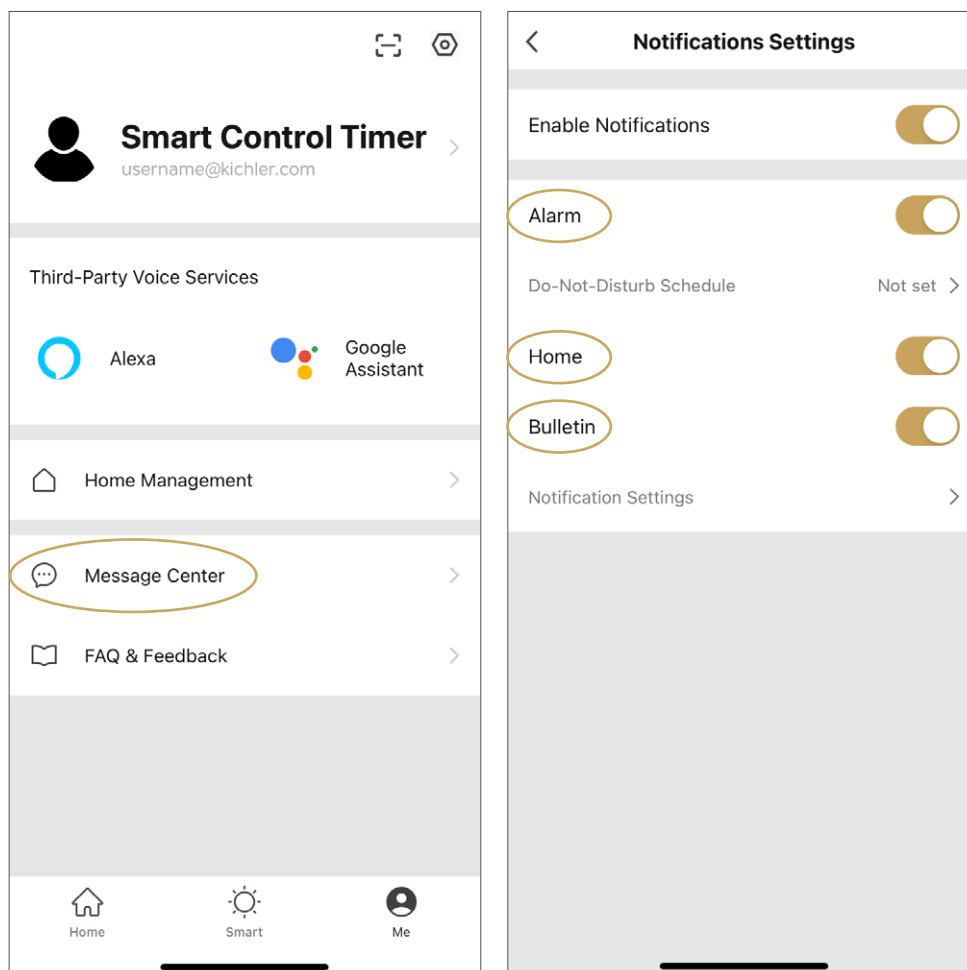 Smart Control Timer
username@kichler.com
Third-Party Voice Services
Alexa
Google
Assistant
Home Management
Message Center
FAQ & Feedback
Home
Smart
Me
Notifications Settings
Enable Notifications
Alarm
Do-Not-Disturb Schedule
Not set
Home
Bulletin
Notification Settings